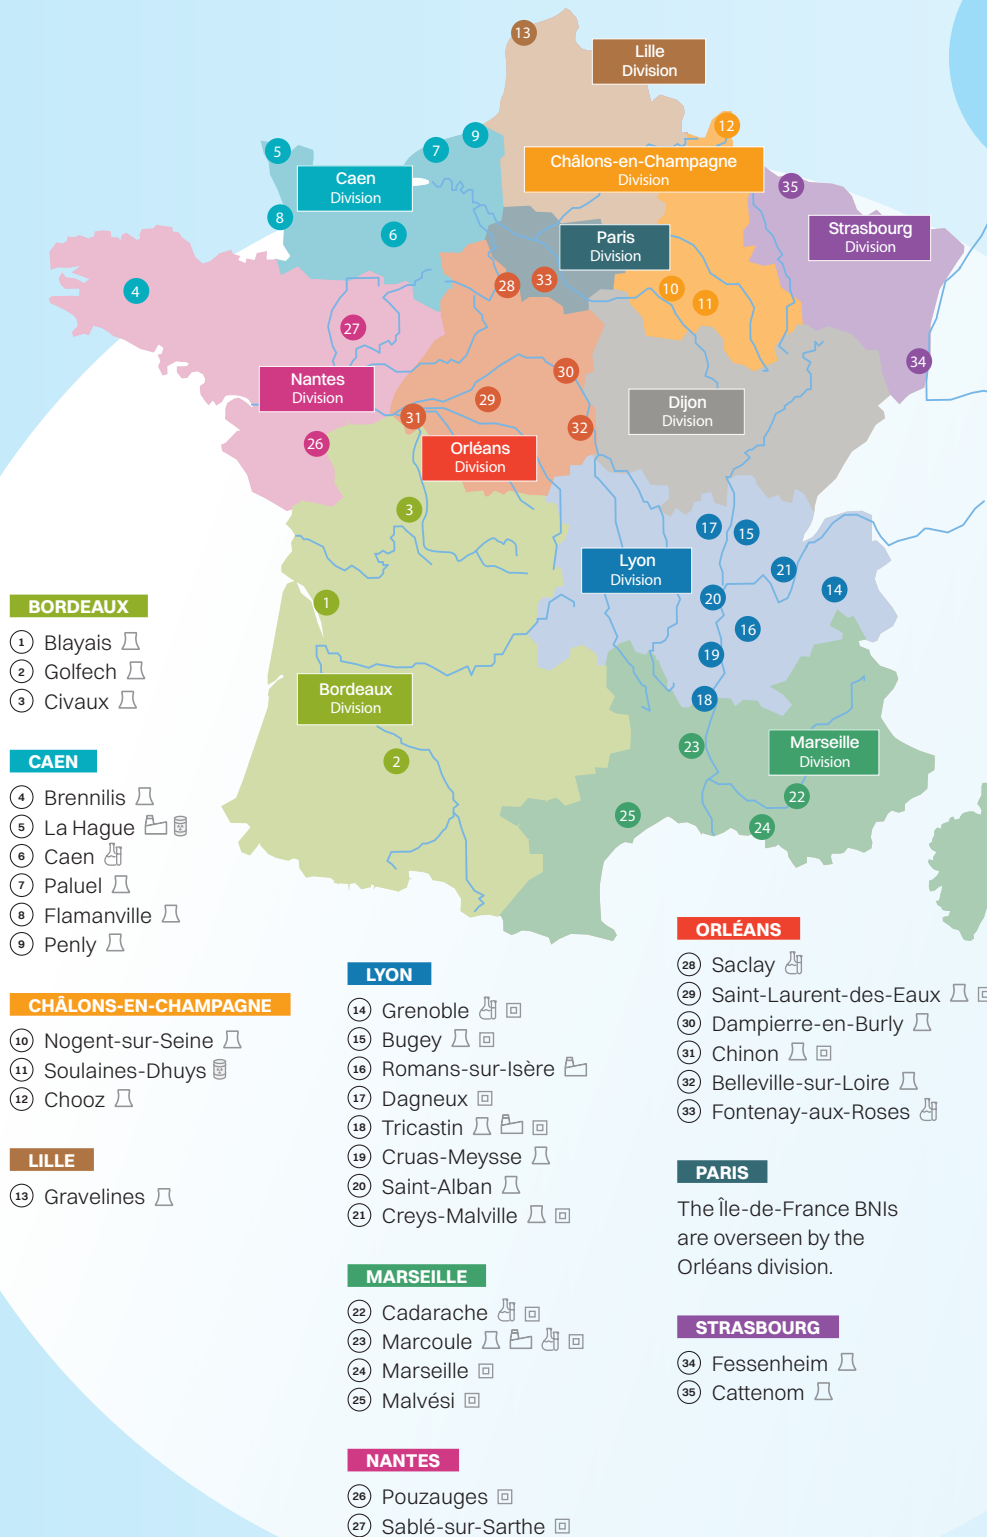 13
Lille
Division
12
9
7
5
Châlons-en-Champagne
Division
Caen
Division
35
8
6
Strasbourg
Division
Paris
Division
4
28
33
10
11
27
34
30
Nantes
Division
29
Dijon
Division
31
32
26
Orléans
Division
3
17
15
Lyon
Division
21
14
20
1
16
19
Bordeaux
Division
18
23
Marseille
Division
2
22
25
24
BORDEAUX
1 Blayais
2 Golfech
3 Civaux
CAEN
4 Brennilis
5 La Hague
6 Caen
7 Paluel
8 Flamanville
9 Penly
CHÂLONS-EN-CHAMPAGNE
10 Nogent-sur-Seine
11 Soulaines-Dhuys
12 Chooz
LILLE
13 Gravelines
LYON
14 Grenoble
15 Bugey
16 Romans-sur-Isère
17 Dagneux
18 Tricastin
19 Cruas-Meysse
20 Saint-Alban
21 Creys-Malville
MARSEILLE
22 Cadarache
23 Marcoule
24 Marseille
25 Malvési
NANTES
26 Pouzauges
27 Sablé-sur-Sarthe
ORLÉANS
28 Saclay
29 Saint-Laurent-des-Eaux
30 Dampierre-en-Burly
31 Chinon
32 Belleville-sur-Loire
33 Fontenay-aux-Roses
PARIS
The Île-de-France BNIs
are overseen by the
Orléans division.
STRASBOURG
34 Fessenheim
35 Cattenom